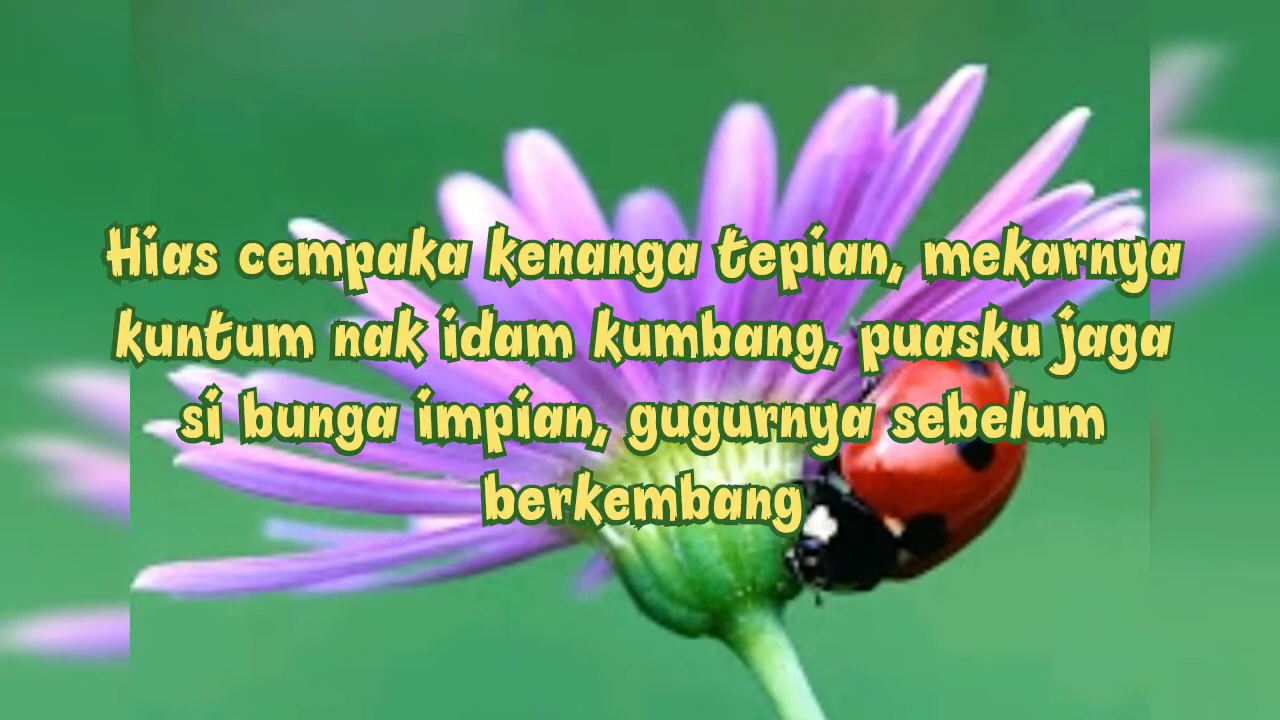 Hias cempaka kenanga tepian, mekarnya
kuntum nak idam kumbang, puasku jaga
si bunga impian, gugurnya sebelum
berkembang